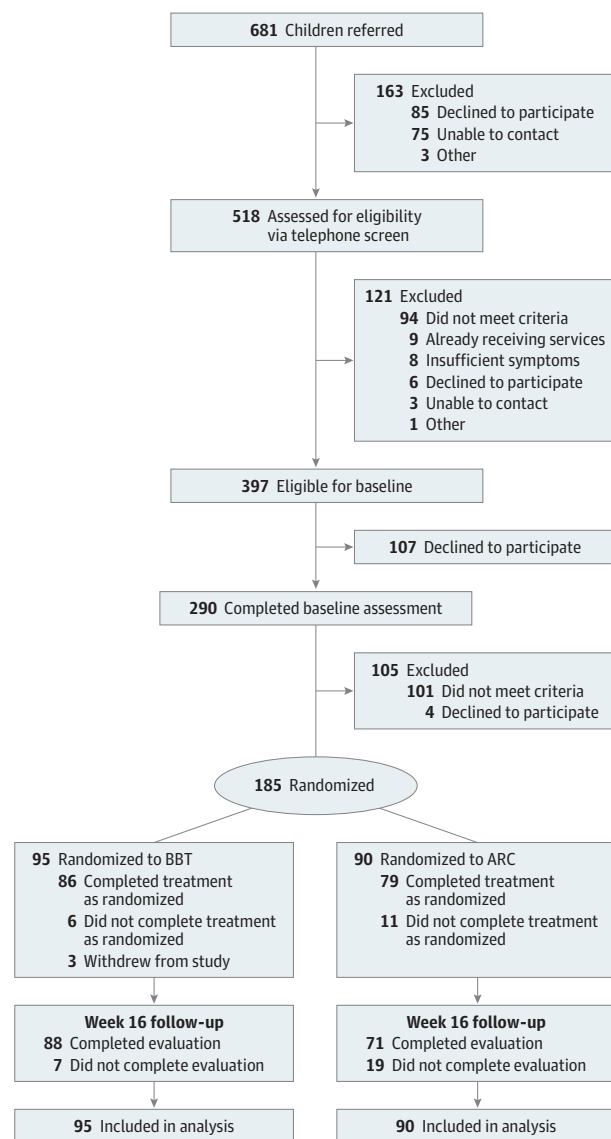 681 Children referred
163 Excluded
85 Declined to participate
75 Unable to contact
3 Other
518 Assessed for eligibility
via telephone screen
121 Excluded
94 Did not meet criteria
9 Already receiving services
8 Insufficient symptoms
6 Declined to participate
3 Unable to contact
1 Other
397 Eligible for baseline
107 Declined to participate
290 Completed baseline assessment
105 Excluded
101 Did not meet criteria
4 Declined to participate
185 Randomized
95 Randomized to BBT
86 Completed treatment
as randomized
6 Did not complete treatment
as randomized
3 Withdrew from study
90 Randomized to ARC
79 Completed treatment
as randomized
11 Did not complete treatment
as randomized
Week 16 follow-up
88 Completed evaluation
7 Did not complete evaluation
Week 16 follow-up
71 Completed evaluation
19 Did not complete evaluation
95 Included in analysis
90 Included in analysis